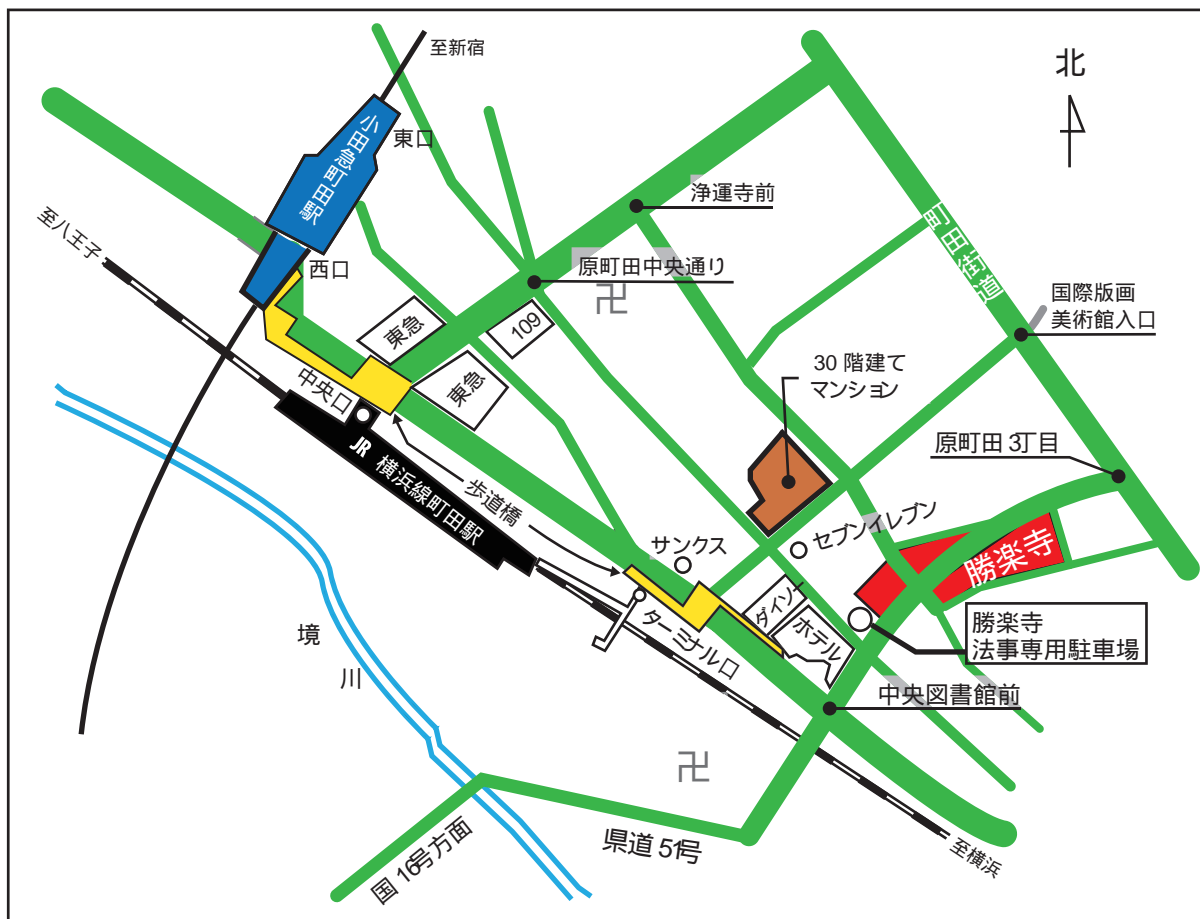 至新宿
北
小田急町田駅
東口
浄運寺前
町田街道
至八王子
西口
原町田中央通り
卍
国際版画
美術館入口
109
東急
東急
30階建て
マンション
中央口
原町田3丁目
JR 横浜線町田駅
歩道橋
セブンイレブン
サンクス
勝楽寺
ダイソー
ホテル
勝楽寺
法事専用駐車場
ターミナル口
境川
中央図書館前
卍
県道51号
国16号方面
至横浜